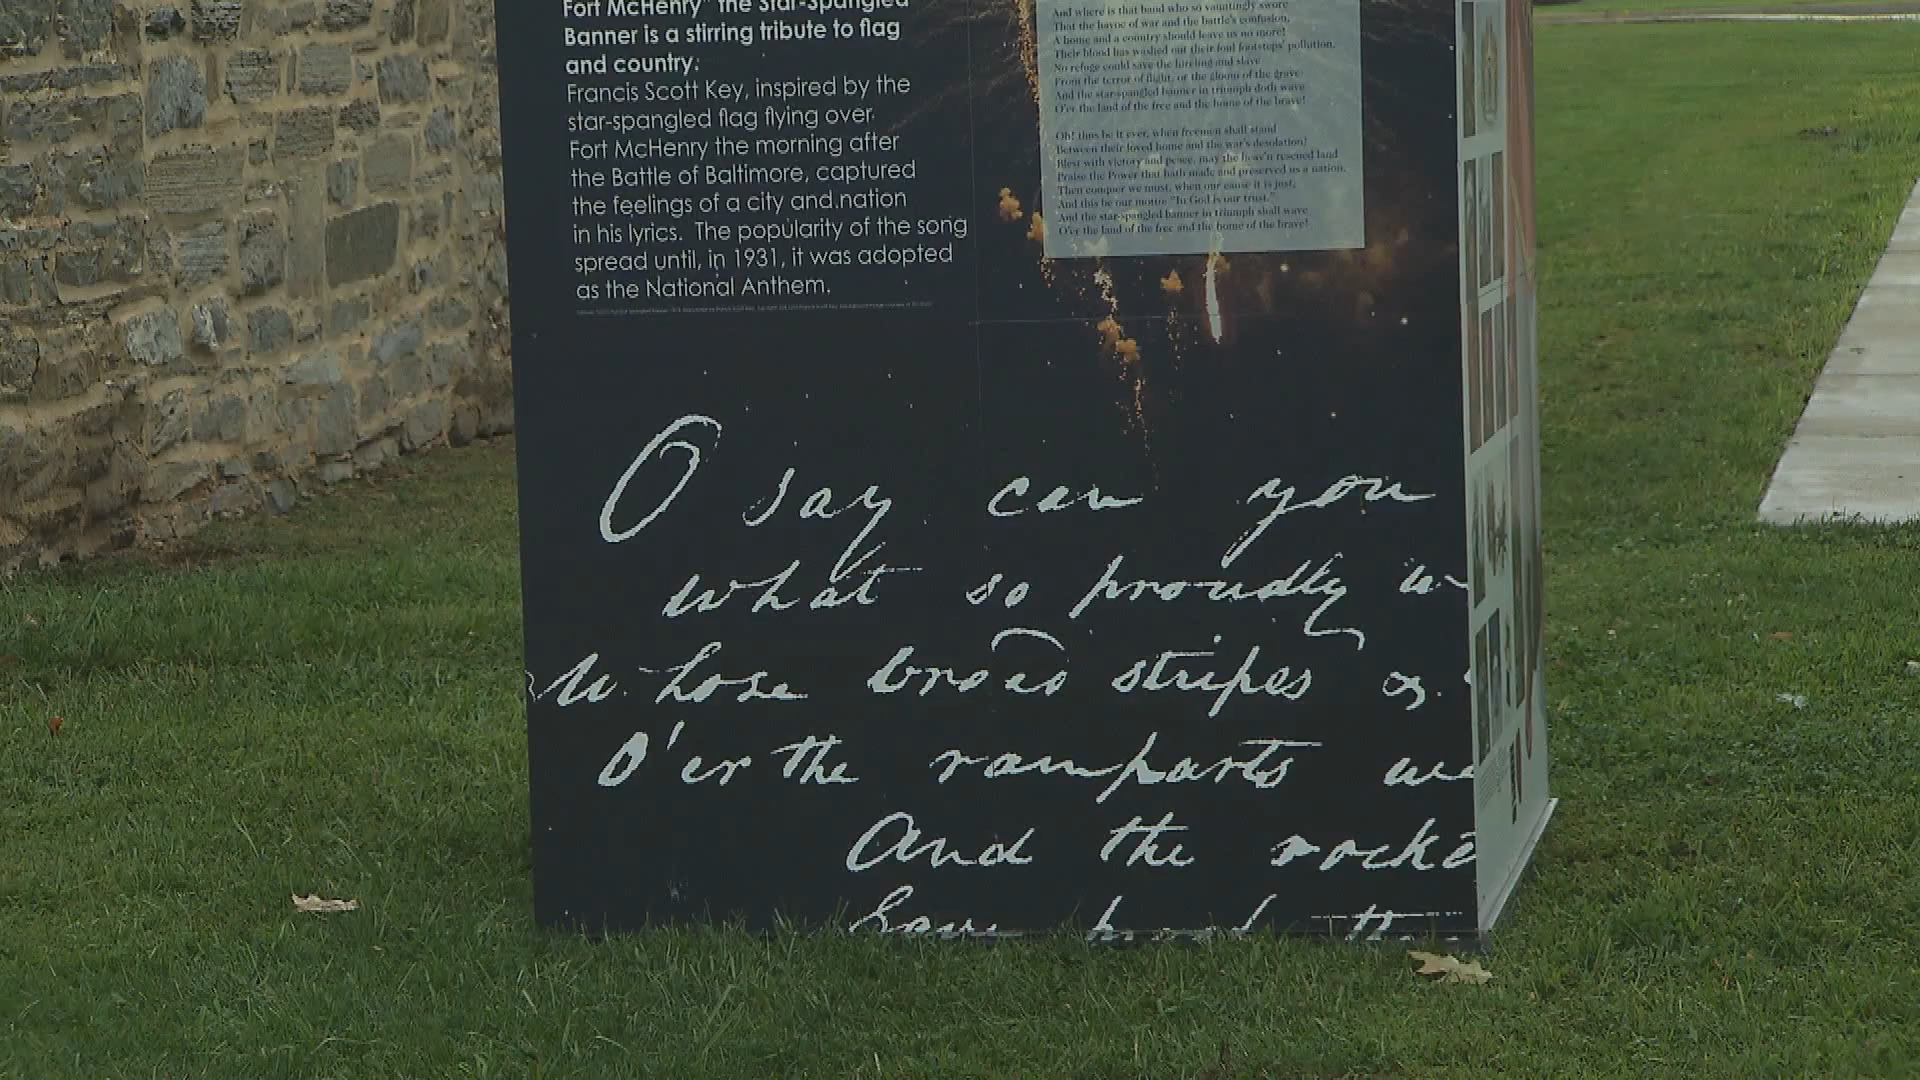 Fort McHenry" the Star-Spangled
Banner is a stirring tribute to flag
and country.
Francis Scott Key, inspired by the
star-spangled flag flying over
Fort McHenry the morning after
the Battle of Baltimore, captured
the feelings of a city and nation
in his lyrics. The popularity of the song
spread until, in 1931, it was adopted
as the National Anthem.
And where is that band who so vauntingly swore
That the havoc of war and the battle's confusion,
A home and a country should leave us no more!
Their blood has washed out their foul footsteps' pollution.
No refuge could save the hireling and slave
From the terror of flight, or the gloom of the grave
And the star-spangled banner in triumph doth wave
O'er the land of the free and the home of the brave!
Oh! thus be it ever, when freemen shall stand
Between their loved home and the war's desolation!
Blest with victory and peace, may the heav'n rescued land
Praise the Power that hath made and preserved us a nation.
Then conquer we must, when our cause it is just,
And this be our motto: "In God is our trust."
And the star-spangled banner in triumph shall wave
O'er the land of the free and the home of the brave!
O say can you
what so proudly w
Whose broad stripes &
O'er the ramparts we
And the rocke